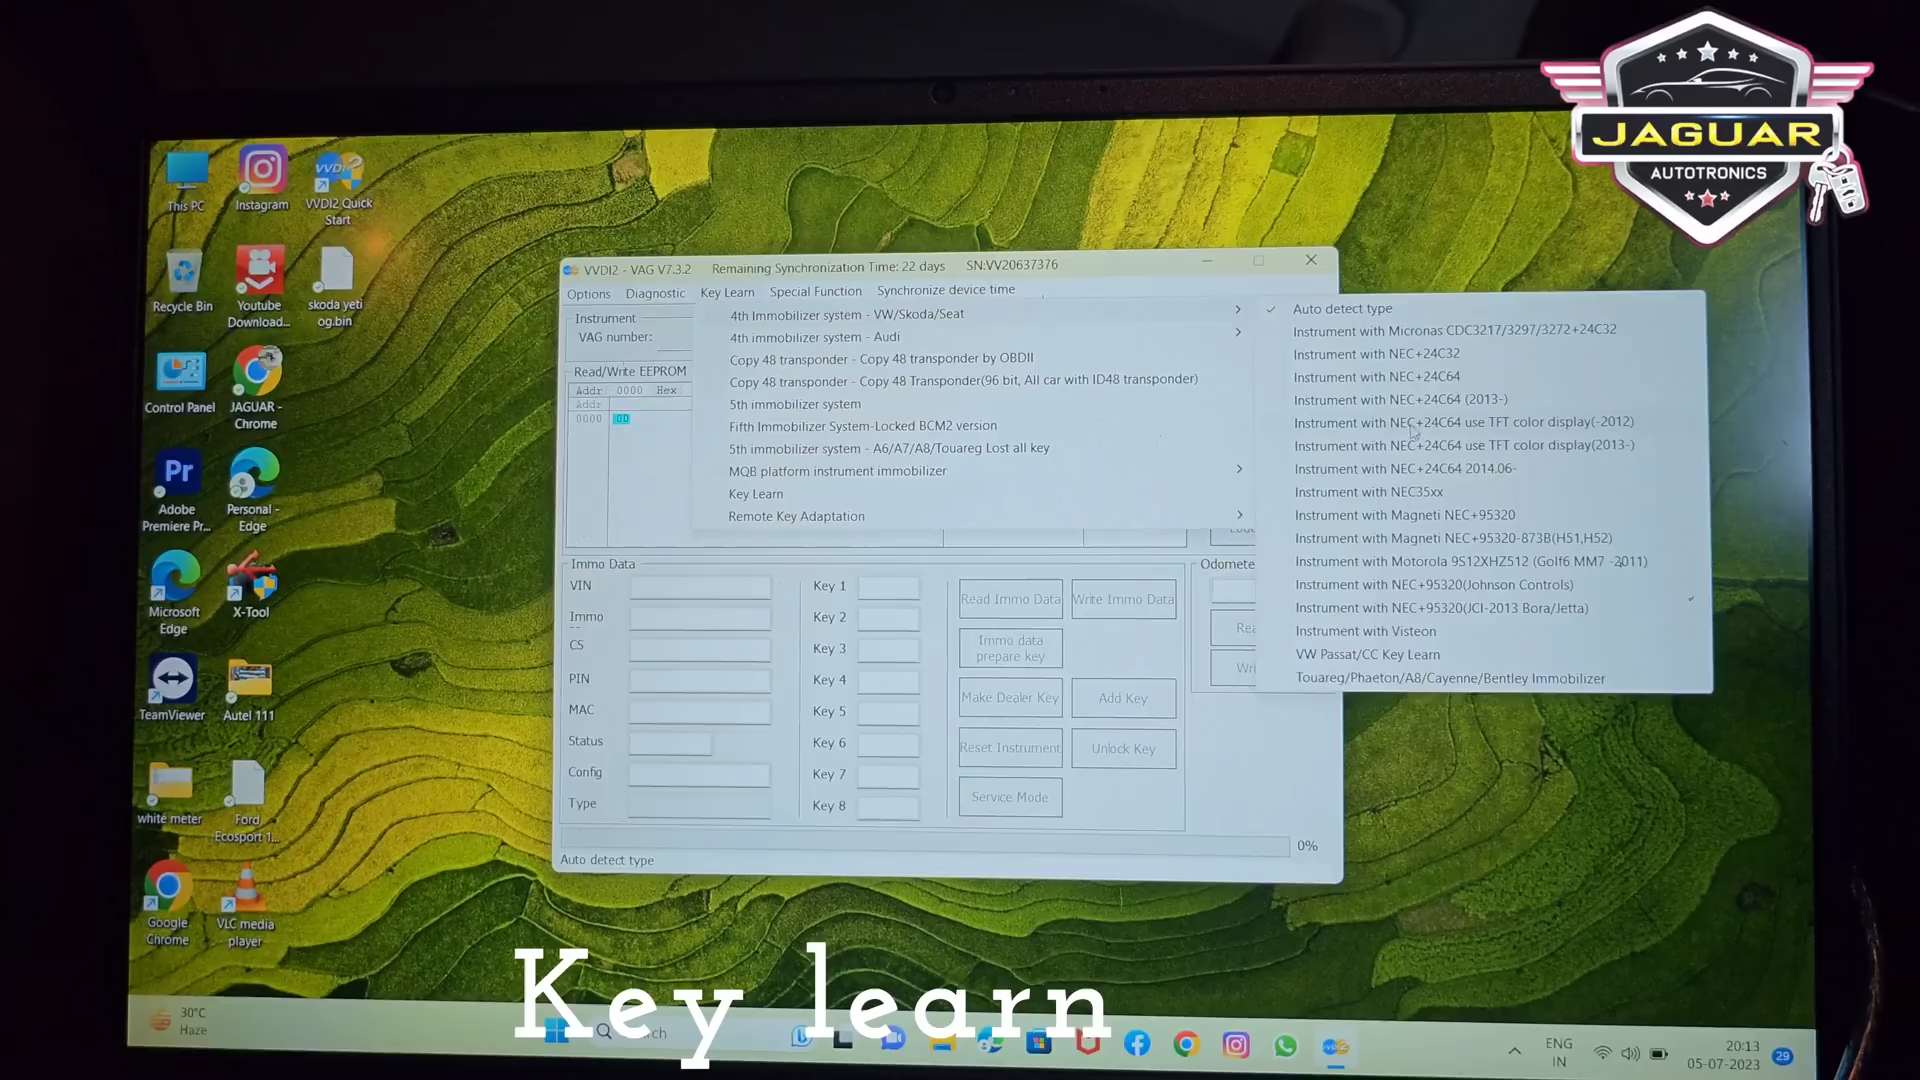 JAGUAR
AUTOTRONICS
This PC
Instagram
VVDI2
VVDI2 Quick
Start
Recycle Bin
Youtube
Download...
skoda yeti
og.bin
Control Panel
JAGUAR -
Chrome
Pr
Adobe
Premiere Pr...
Personal -
Edge
Microsoft
Edge
X-Tool
TeamViewer
Autel 111
white meter
Ford
Ecosport 1...
Google
Chrome
VLC media
player
VVDI2 - VAG V7.3.2 Remaining Synchronization Time: 22 days SN:VV20637376
Options Diagnostic Key Learn Special Function Synchronize device time
Instrument
VAG number:
Read/Write EEPROM
Addr: 0000 Hex:
Addr
0000 00
4th Immobilizer system - VW/Skoda/Seat
4th immobilizer system - Audi
Copy 48 transponder - Copy 48 transponder by OBDII
Copy 48 transponder - Copy 48 Transponder(96 bit, All car with ID48 transponder)
5th immobilizer system
Fifth Immobilizer System-Locked BCM2 version
5th immobilizer system - A6/A7/A8/Touareg Lost all key
MQB platform instrument immobilizer
Key Learn
Remote Key Adaptation
Auto detect type
Instrument with Micronas CDC3217/3297/3272+24C32
Instrument with NEC+24C32
Instrument with NEC+24C64
Instrument with NEC+24C64 (2013-)
Instrument with NEC+24C64 use TFT color display(-2012)
Instrument with NEC+24C64 use TFT color display(2013-)
Instrument with NEC+24C64 2014.06-
Instrument with NEC35xx
Instrument with Magneti NEC+95320
Instrument with Magneti NEC+95320-873B(H51,H52)
Instrument with Motorola 9S12XHZ512 (Golf6 MM7 -2011)
Instrument with NEC+95320(Johnson Controls)
Instrument with NEC+95320(JCI-2013 Bora/Jetta)
Instrument with Visteon
VW Passat/CC Key Learn
Touareg/Phaeton/A8/Cayenne/Bentley Immobilizer
Immo Data
VIN
Immo
CS
PIN
MAC
Status
Config
Type
Key 1
Key 2
Key 3
Key 4
Key 5
Key 6
Key 7
Key 8
Read Immo Data
Write Immo Data
Immo data
prepare key
Make Dealer Key
Add Key
Reset Instrument
Unlock Key
Service Mode
Odomete
Rea
Wri
0%
Auto detect type
Key learn
30°C
Haze
ENG
IN
20:13
05-07-2023
29